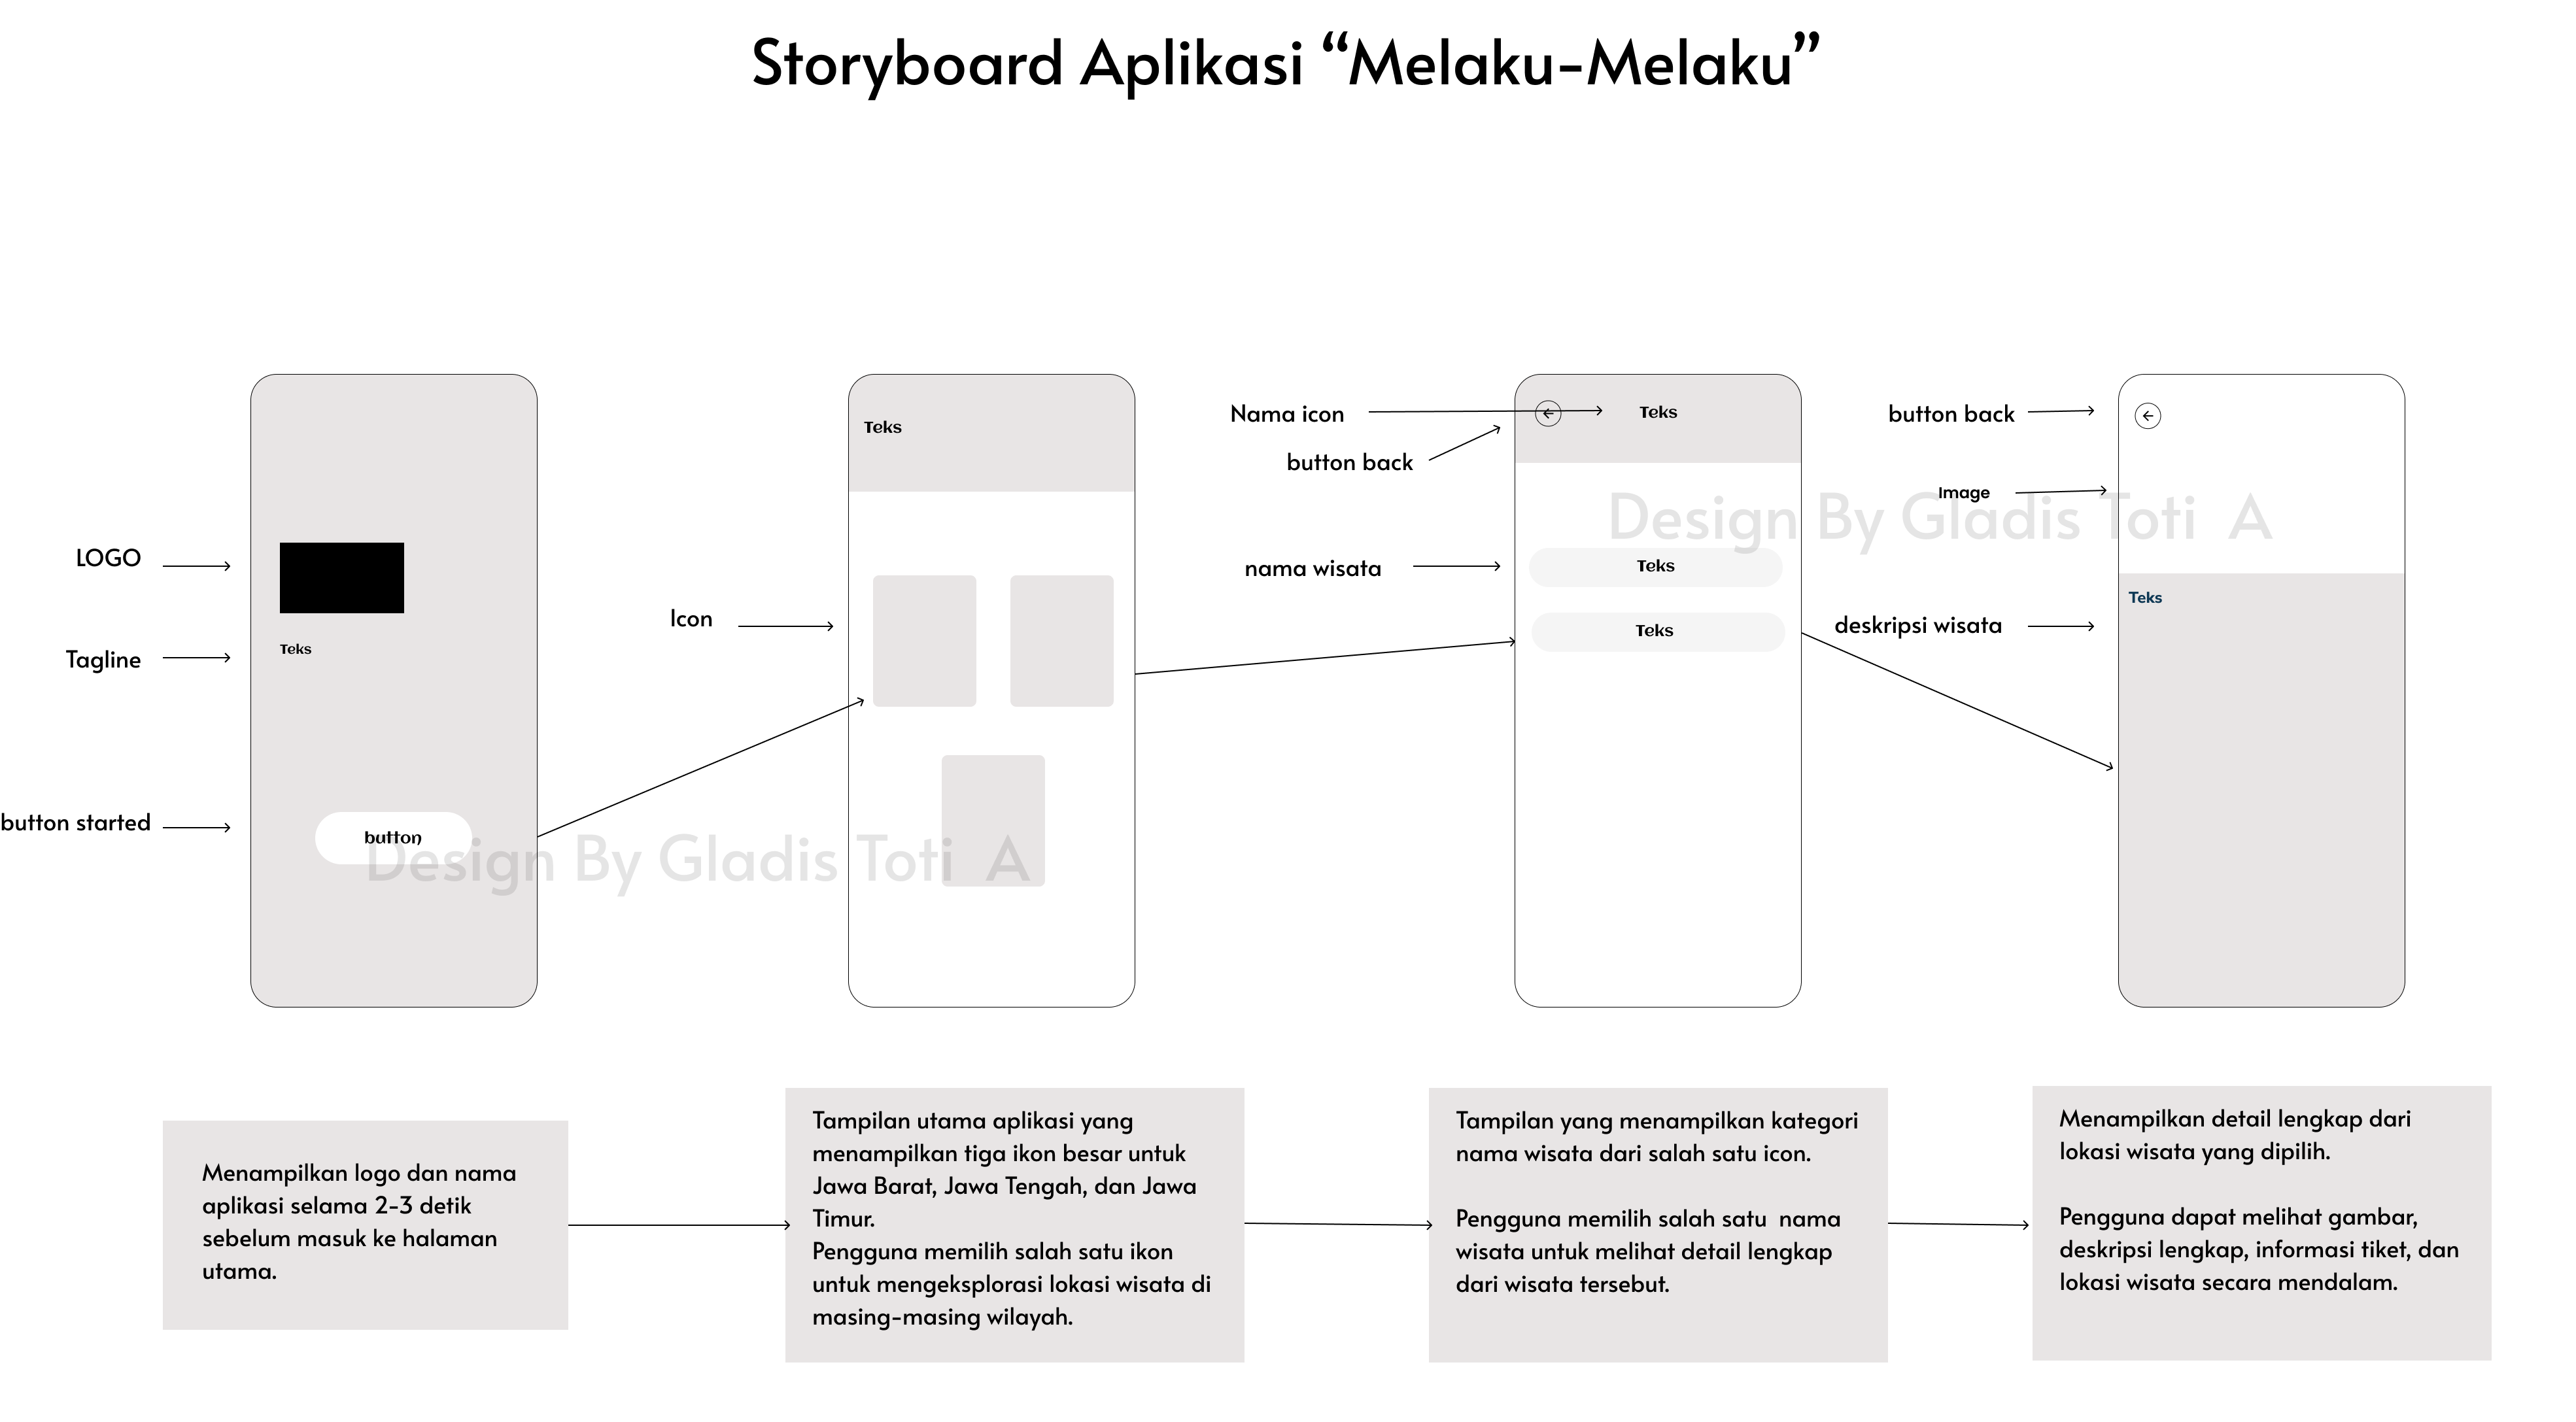 Storyboard Aplikasi “Melaku-Melaku”
LOGO
Tagline
Teks
button started
button
Design By Gladis Toti A
Icon
Teks
Nama icon
button back
Teks
nama wisata
Teks
Teks
button back
Image
Design By Gladis Toti A
deskripsi wisata
Teks
Menampilkan logo dan nama
aplikasi selama 2-3 detik
sebelum masuk ke halaman
utama.
Tampilan utama aplikasi yang
menampilkan tiga ikon besar untuk
Jawa Barat, Jawa Tengah, dan Jawa
Timur.
Pengguna memilih salah satu ikon
untuk mengeksplorasi lokasi wisata di
masing-masing wilayah.
Tampilan yang menampilkan kategori
nama wisata dari salah satu icon.
Pengguna memilih salah satu nama
wisata untuk melihat detail lengkap
dari wisata tersebut.
Menampilkan detail lengkap dari
lokasi wisata yang dipilih.
Pengguna dapat melihat gambar,
deskripsi lengkap, informasi tiket, dan
lokasi wisata secara mendalam.